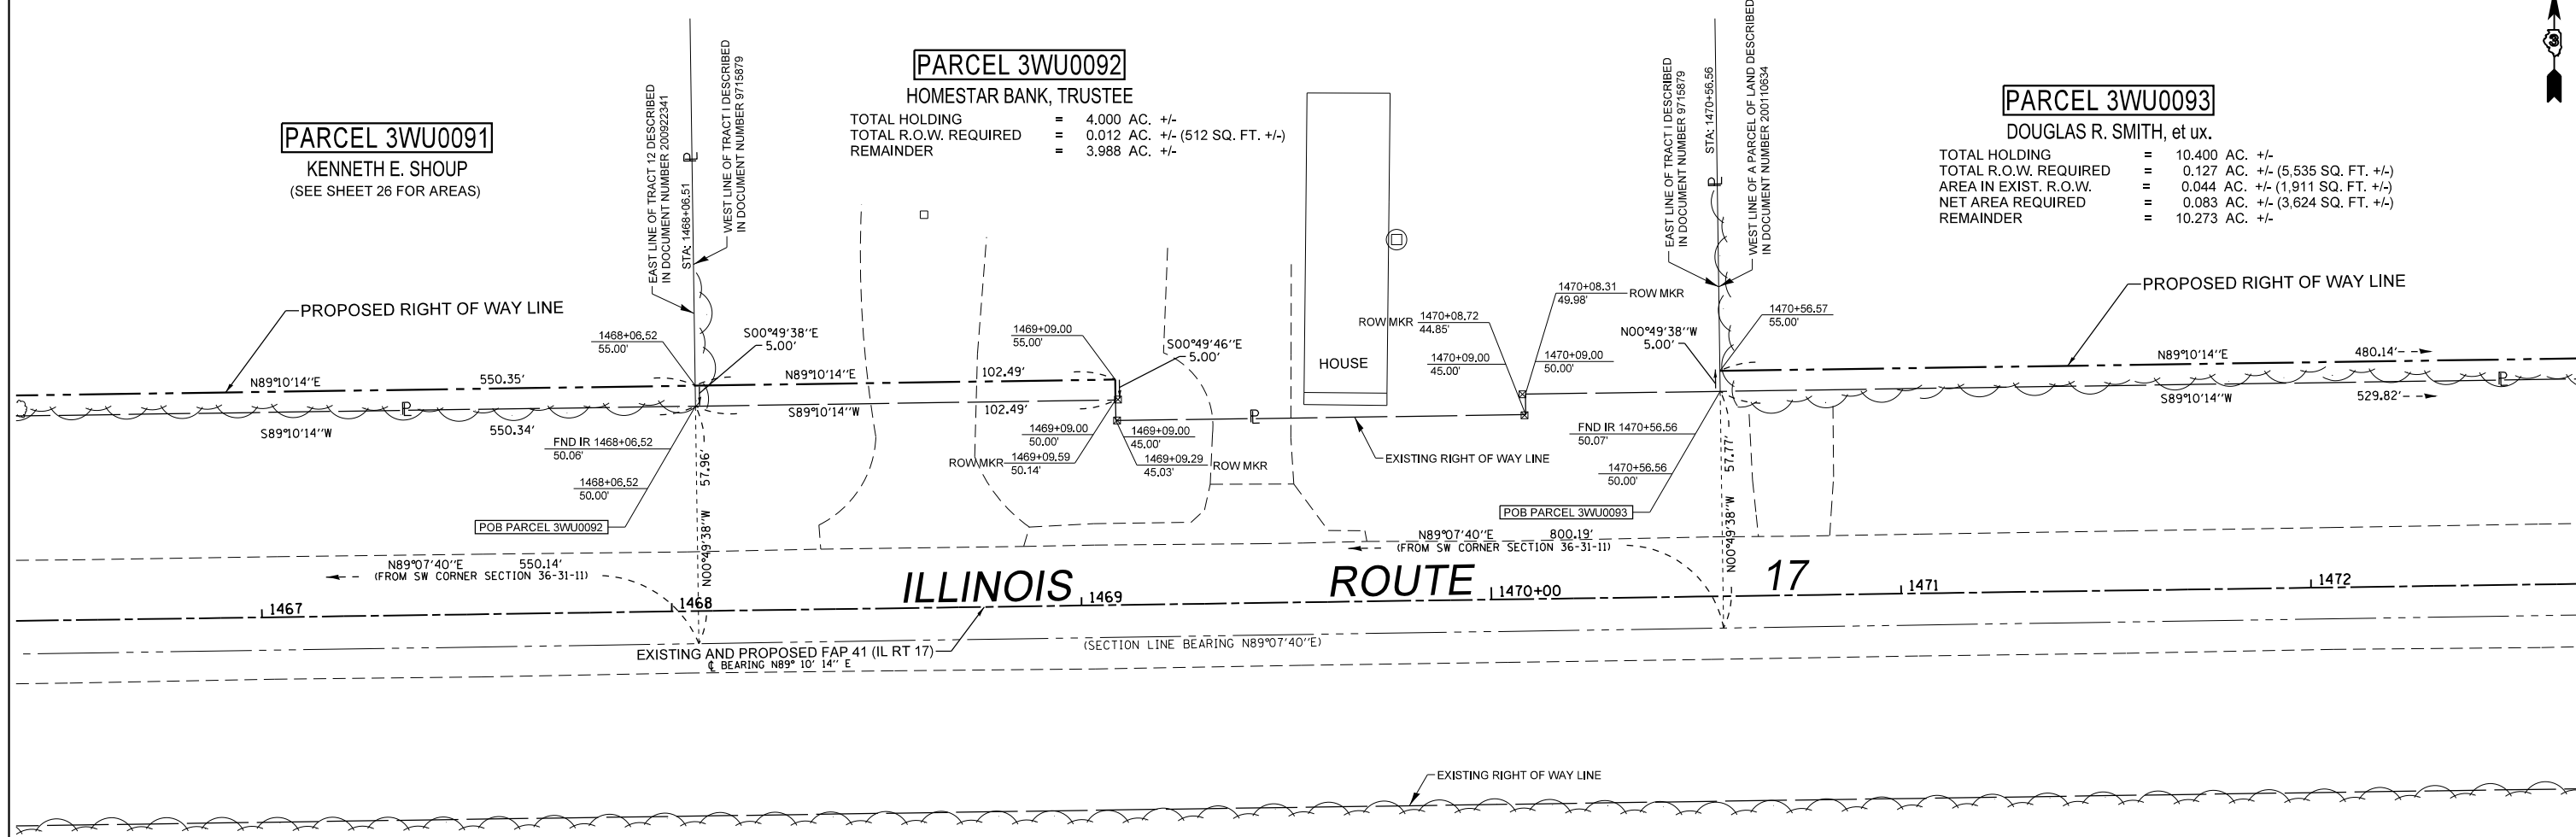 PARCEL 3WU0091
KENNETH E. SHOUP
(SEE SHEET 26 FOR AREAS)
EAST LINE OF TRACT 12 DESCRIBED
IN DOCUMENT NUMBER 200922341
STA: 1468+06.51
PL
WEST LINE OF TRACT I DESCRIBED
IN DOCUMENT NUMBER 9715879
PARCEL 3WU0092
HOMESTAR BANK, TRUSTEE
TOTAL HOLDING = 4.000 AC. +/-
TOTAL R.O.W. REQUIRED = 0.012 AC. +/- (512 SQ. FT. +/-)
REMAINDER = 3.988 AC. +/-
EAST LINE OF TRACT I DESCRIBED
IN DOCUMENT NUMBER 9715879
STA: 1470+56.56
PL
WEST LINE OF A PARCEL OF LAND DESCRIBED
IN DOCUMENT NUMBER 200110634
PARCEL 3WU0093
DOUGLAS R. SMITH, et ux.
TOTAL HOLDING = 10.400 AC. +/-
TOTAL R.O.W. REQUIRED = 0.127 AC. +/- (5,535 SQ. FT. +/-)
AREA IN EXIST. R.O.W. = 0.044 AC. +/- (1,911 SQ. FT. +/-)
NET AREA REQUIRED = 0.083 AC. +/- (3,624 SQ. FT. +/-)
REMAINDER = 10.273 AC. +/-
3
PROPOSED RIGHT OF WAY LINE
1468+06.52
55.00'
S00°49'38"E
5.00'
1469+09.00
55.00'
S00°49'46"E
5.00'
HOUSE
ROW MKR 1470+08.72
44.85'
1470+09.00
45.00'
1470+08.31 ROW MKR
49.98'
1470+09.00
50.00'
N00°49'38"W
5.00'
1470+56.57
55.00'
PROPOSED RIGHT OF WAY LINE
N89°10'14"E 550.35'
N89°10'14"E 102.49'
N89°10'14"E 480.14'
PL
S89°10'14"W 550.34'
S89°10'14"W 102.49'
PL
PL
S89°10'14"W 529.82'
FND IR 1468+06.52
50.06'
1468+06.52
50.00'
POB PARCEL 3WU0092
N00°49'38"W 57.96'
1469+09.00
50.00'
ROW MKR 1469+09.59
50.14'
1469+09.00
45.00'
1469+09.29 ROW MKR
45.03'
EXISTING RIGHT OF WAY LINE
FND IR 1470+56.56
50.07'
1470+56.56
50.00'
POB PARCEL 3WU0093
N00°49'38"W 57.77'
N89°07'40"E 550.14'
(FROM SW CORNER SECTION 36-31-11)
N89°07'40"E 800.19'
(FROM SW CORNER SECTION 36-31-11)
ILLINOIS ROUTE 17
1467 1468 1469 1470+00 1471 1472
EXISTING AND PROPOSED FAP 41 (IL RT 17)
CL BEARING N89° 10' 14" E
(SECTION LINE BEARING N89°07'40"E)
EXISTING RIGHT OF WAY LINE